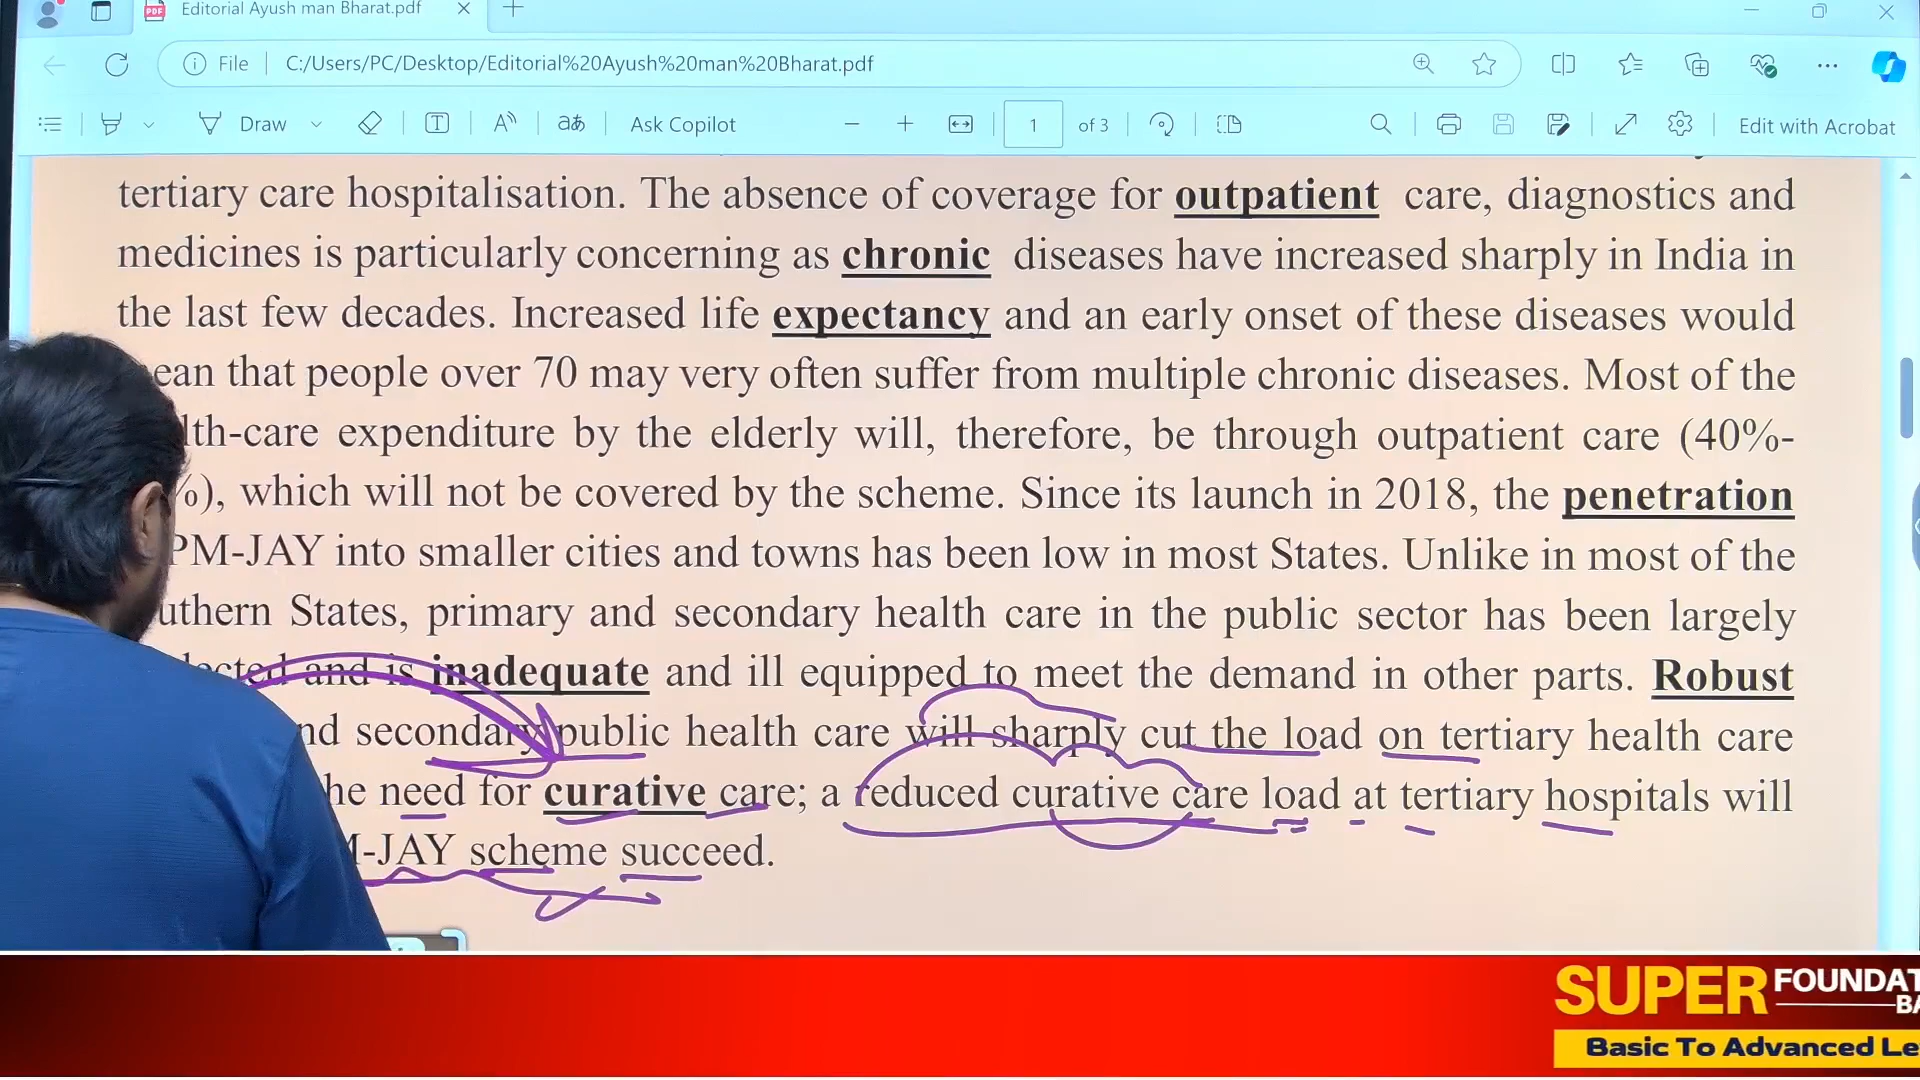 Editorial Ayush man Bharat.pdf
File
C:/Users/PC/Desktop/Editorial%20Ayush%20man%20Bharat.pdf
Draw
Ask Copilot
1 of 3
Edit with Acrobat
tertiary care hospitalisation. The absence of coverage for outpatient care, diagnostics and
medicines is particularly concerning as chronic diseases have increased sharply in India in
the last few decades. Increased life expectancy and an early onset of these diseases would
ean that people over 70 may very often suffer from multiple chronic diseases. Most of the
lth-care expenditure by the elderly will, therefore, be through outpatient care (40%-
%), which will not be covered by the scheme. Since its launch in 2018, the penetration
PM-JAY into smaller cities and towns has been low in most States. Unlike in most of the
uthern States, primary and secondary health care in the public sector has been largely
lected and is inadequate and ill equipped to meet the demand in other parts. Robust
nd secondary public health care will sharply cut the load on tertiary health care
he need for curative care; a reduced curative care load at tertiary hospitals will
M-JAY scheme succeed.
SUPER FOUNDAT
BA
Basic To Advanced Le